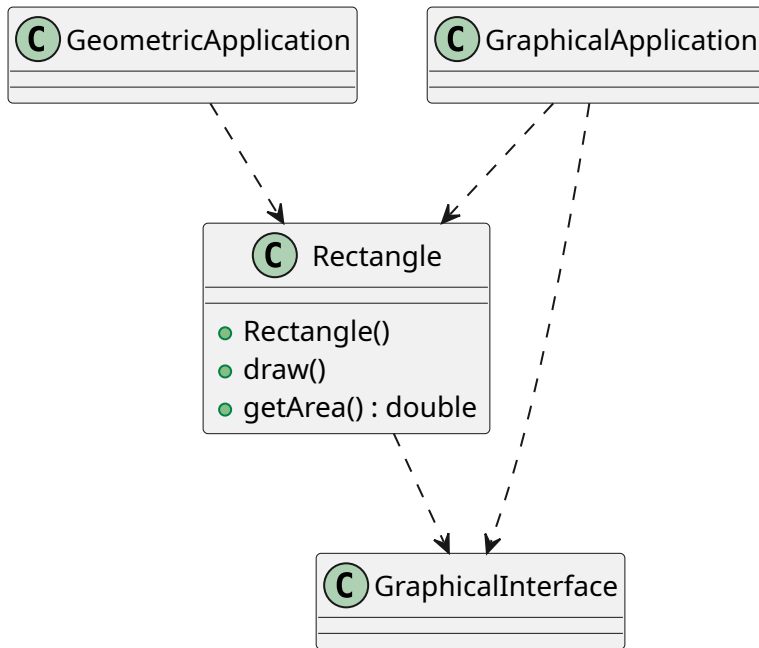 C GeometricApplication
C GraphicalApplication
C Rectangle
Rectangle()
draw()
getArea() : double
C GraphicalInterface